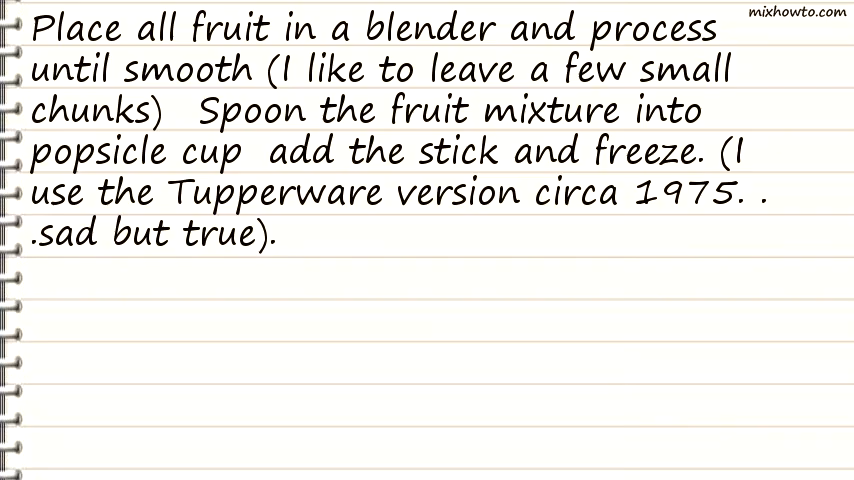 mixhowto.com
Place all fruit in a blender and process
until smooth (I like to leave a few small
chunks)   Spoon the fruit mixture into
popsicle cup  add the stick and freeze. (I
use the Tupperware version circa 1975. .
.sad but true).